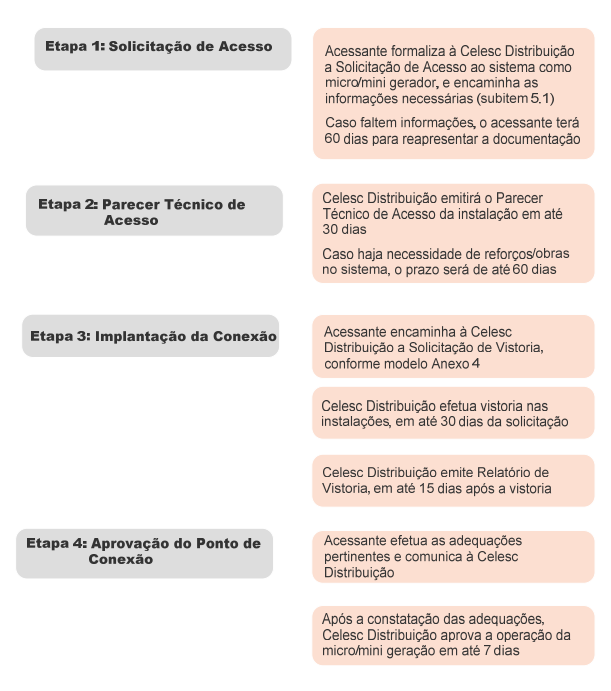 Etapa 1: Solicitação de Acesso
Acessante formaliza à Celesc Distribuição
a Solicitação de Acesso ao sistema como
micro/mini gerador, e encaminha as
informações necessárias (subitem 5.1)
Caso faltem informações, o acessante terá
60 dias para reapresentar a documentação
Etapa 2: Parecer Técnico de
Acesso
Celesc Distribuição emitirá o Parecer
Técnico de Acesso da instalação em até
30 dias
Caso haja necessidade de reforços/obras
no sistema, o prazo será de até 60 dias
Etapa 3: Implantação da Conexão
Acessante encaminha à Celesc
Distribuição a Solicitação de Vistoria,
conforme modelo Anexo 4
Celesc Distribuição efetua vistoria nas
instalações, em até 30 dias da solicitação
Celesc Distribuição emite Relatório de
Vistoria, em até 15 dias após a vistoria
Etapa 4: Aprovação do Ponto de
Conexão
Acessante efetua as adequações
pertinentes e comunica à Celesc
Distribuição
Após a constatação das adequações,
Celesc Distribuição aprova a operação da
micro/mini geração em até 7 dias